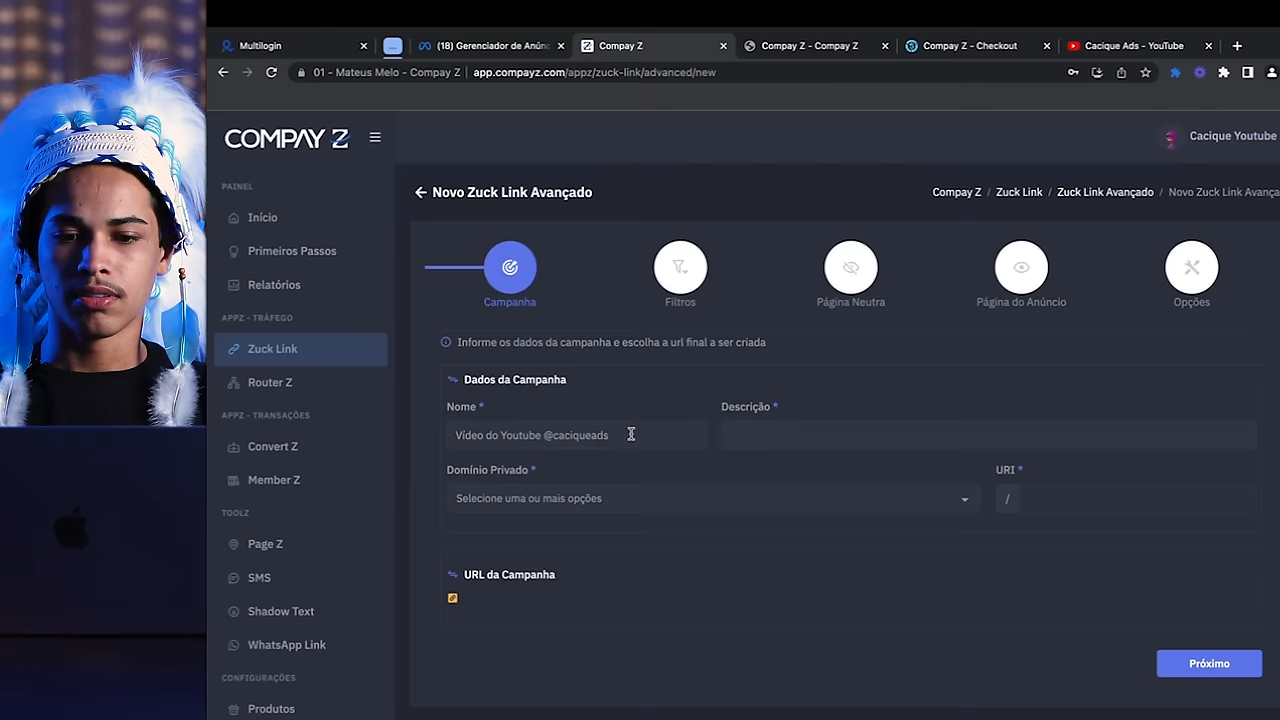 Multilogin
(18) Gerenciador de Anúnc
Compay Z
Compay Z - Compay Z
Compay Z - Checkout
Cacique Ads - YouTube
01 - Mateus Melo - Compay Z
app.compayz.com/appz/zuck-link/advanced/new
COMPAY Z
Cacique Youtube
PAINEL
Início
Primeiros Passos
Relatórios
APPZ - TRÁFEGO
Zuck Link
Router Z
APPZ - TRANSAÇÕES
Convert Z
Member Z
TOOLZ
Page Z
SMS
Shadow Text
WhatsApp Link
CONFIGURAÇÕES
Produtos
Novo Zuck Link Avançado
Compay Z / Zuck Link / Zuck Link Avançado / Novo Zuck Link Avança
Campanha
Filtros
Página Neutra
Página do Anúncio
Opções
Informe os dados da campanha e escolha a url final a ser criada
Dados da Campanha
Nome *
Descrição *
Vídeo do Youtube @caciqueads
Domínio Privado *
URI *
Selecione uma ou mais opções
/
URL da Campanha
Próximo